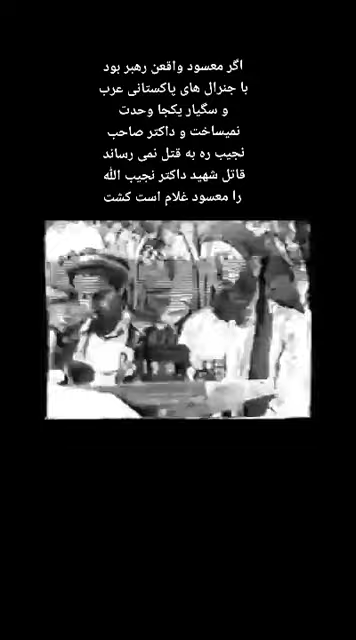 اگر معسود واقعن رهبر بود
با جنرال های پاکستانی عرب
و سگیار یکجا وحدت
نمیساخت و داکتر صاحب
نجیب ره به قتل نمی رساند
قاتل شهید داکتر نجیب الله
را معسود غلام است کشت